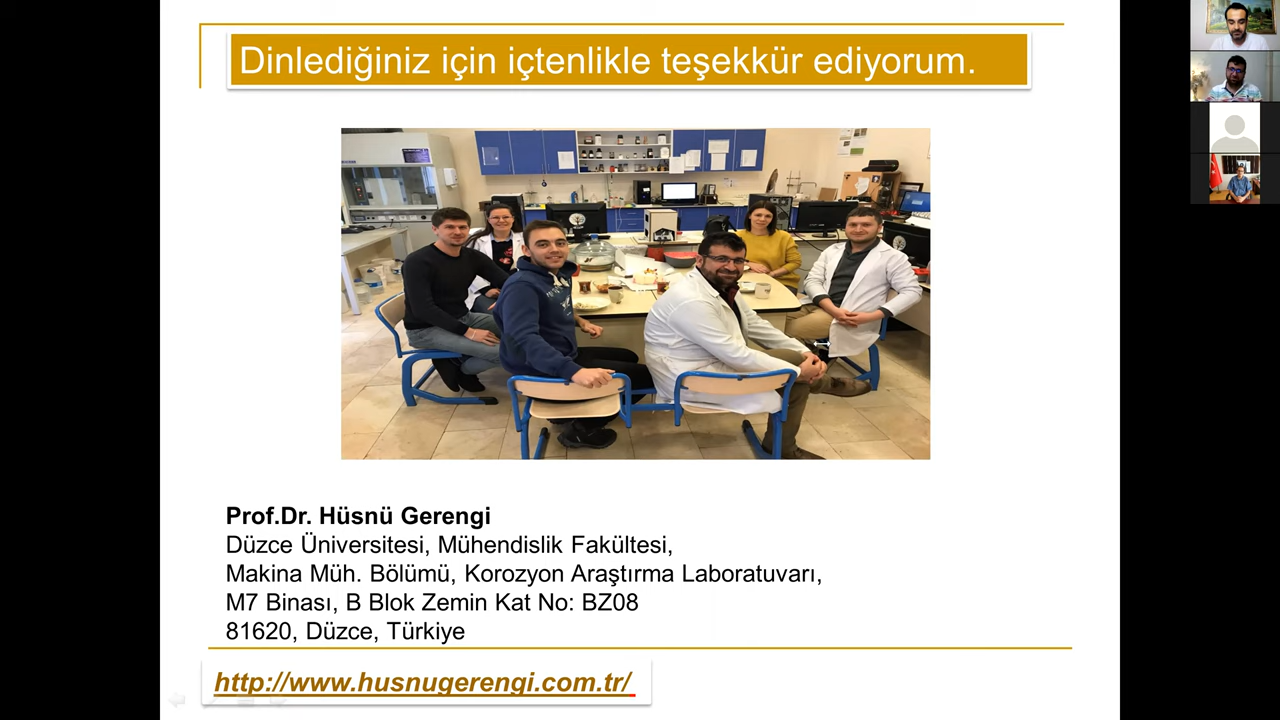 Dinlediğiniz için içtenlikle teşekkür ediyorum.
Prof.Dr. Hüsnü Gerengi
Düzce Üniversitesi, Mühendislik Fakültesi,
Makina Müh. Bölümü, Korozyon Araştırma Laboratuvarı,
M7 Binası, B Blok Zemin Kat No: BZ08
81620, Düzce, Türkiye
http://www.husnugerengi.com.tr/